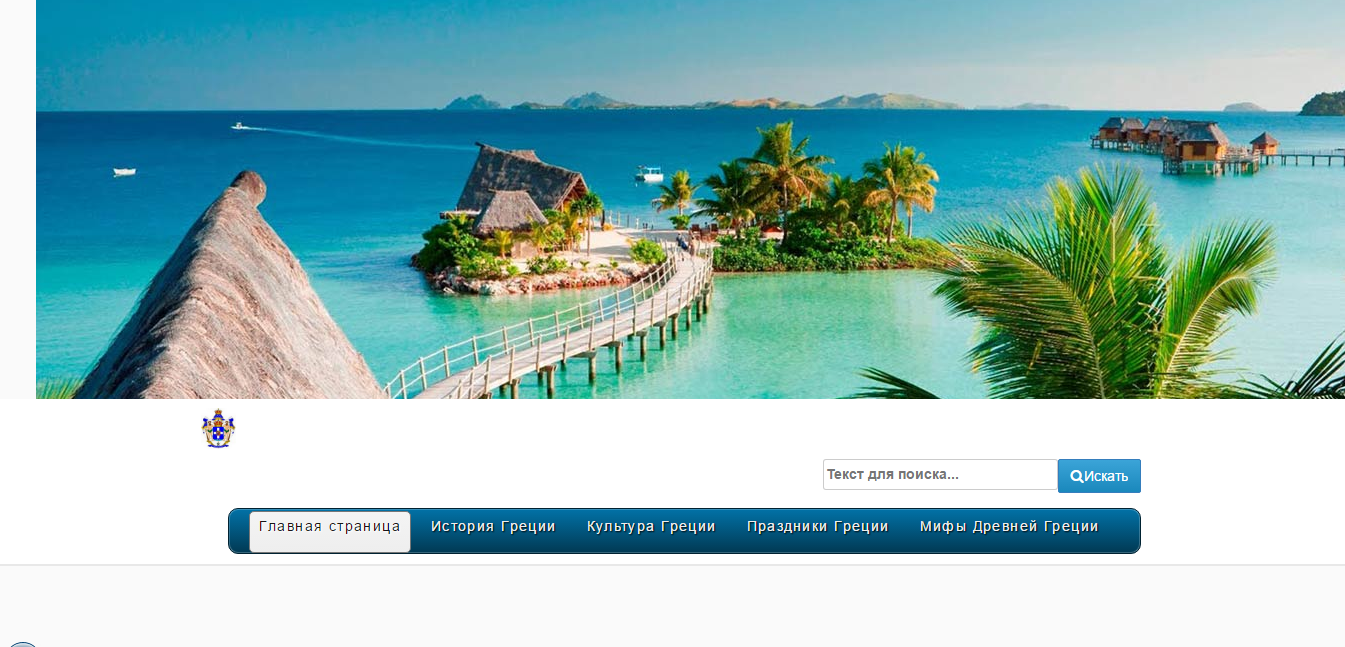 Текст для поиска...
Искать
Главная страница История Греции Культура Греции Праздники Греции Мифы Древней Греции